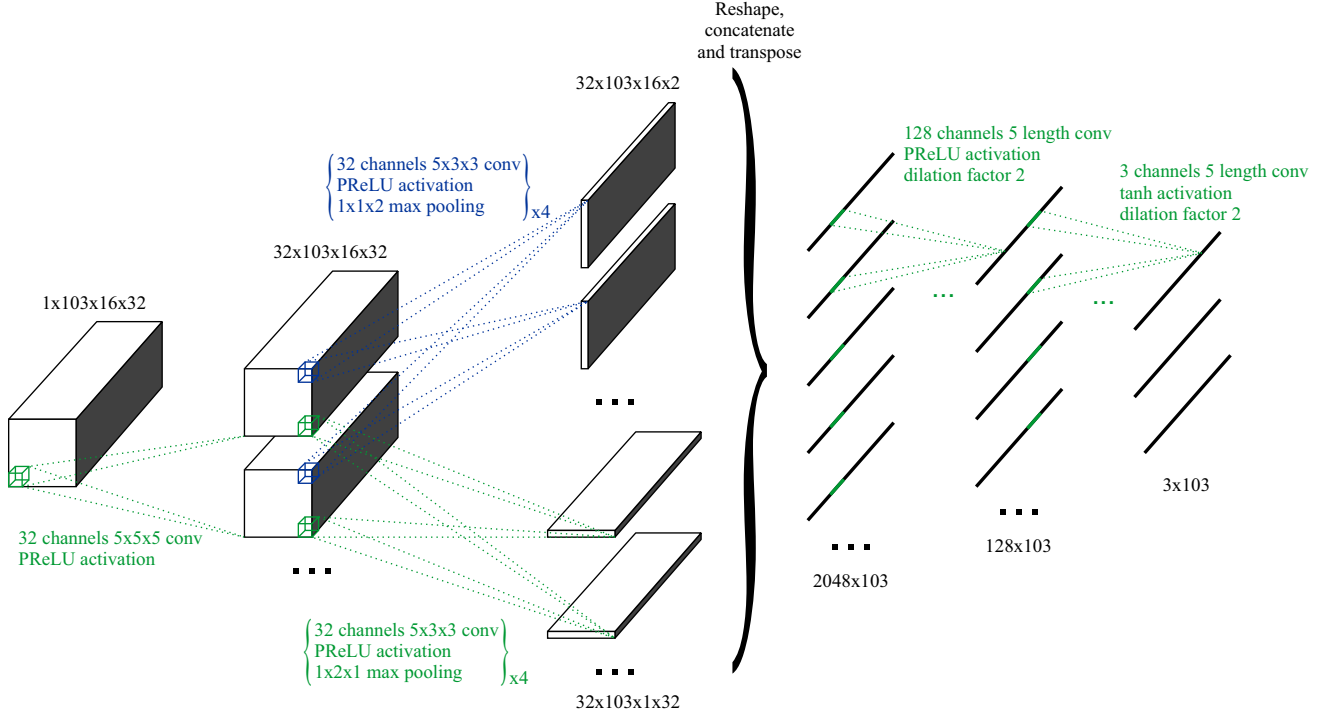 Reshape,
concatenate
and transpose
32x103x16x2
{32 channels 5x3x3 conv
PReLU activation
1x1x2 max pooling}x4
32x103x16x32
1x103x16x32
32 channels 5x5x5 conv
PReLU activation
{32 channels 5x3x3 conv
PReLU activation
1x2x1 max pooling}x4
32x103x1x32
128 channels 5 length conv
PReLU activation
dilation factor 2
3 channels 5 length conv
tanh activation
dilation factor 2
2048x103
128x103
3x103